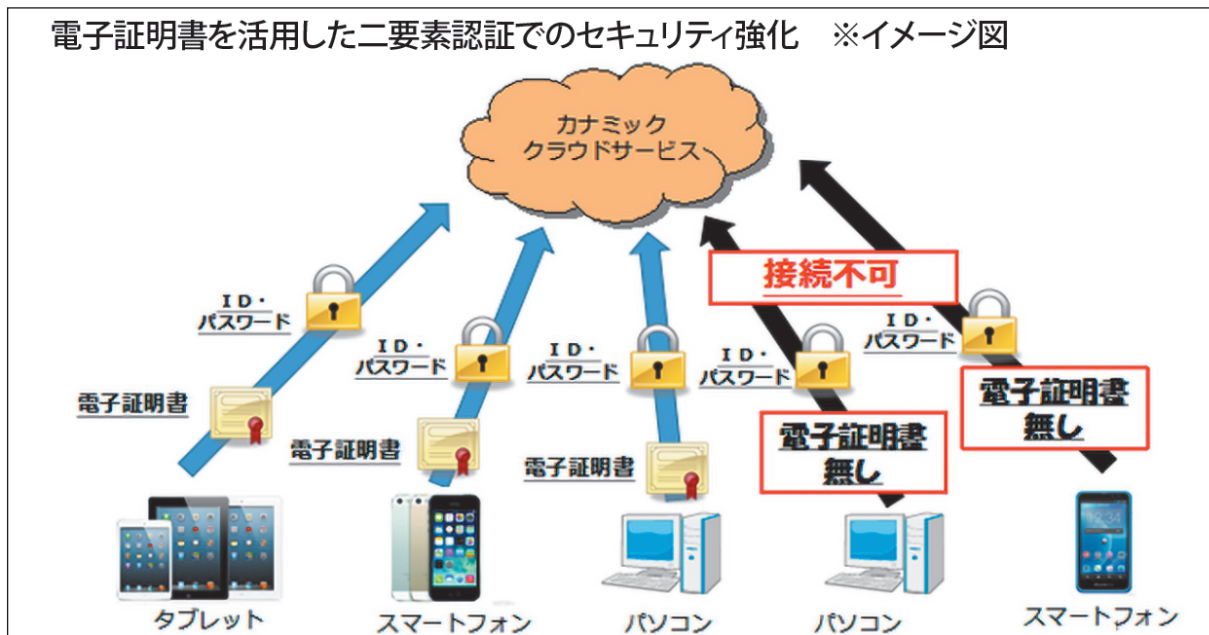 電子証明書を活用した二要素認証でのセキュリティ強化　※イメージ図
カナミック
クラウドサービス
接続不可
ＩＤ・
パスワード
ＩＤ・
パスワード
ＩＤ・
パスワード
ＩＤ・
パスワード
ＩＤ・
パスワード
電子証明書
電子証明書
電子証明書
電子証明書
無し
電子証明書
無し
タブレット
スマートフォン
パソコン
パソコン
スマートフォン